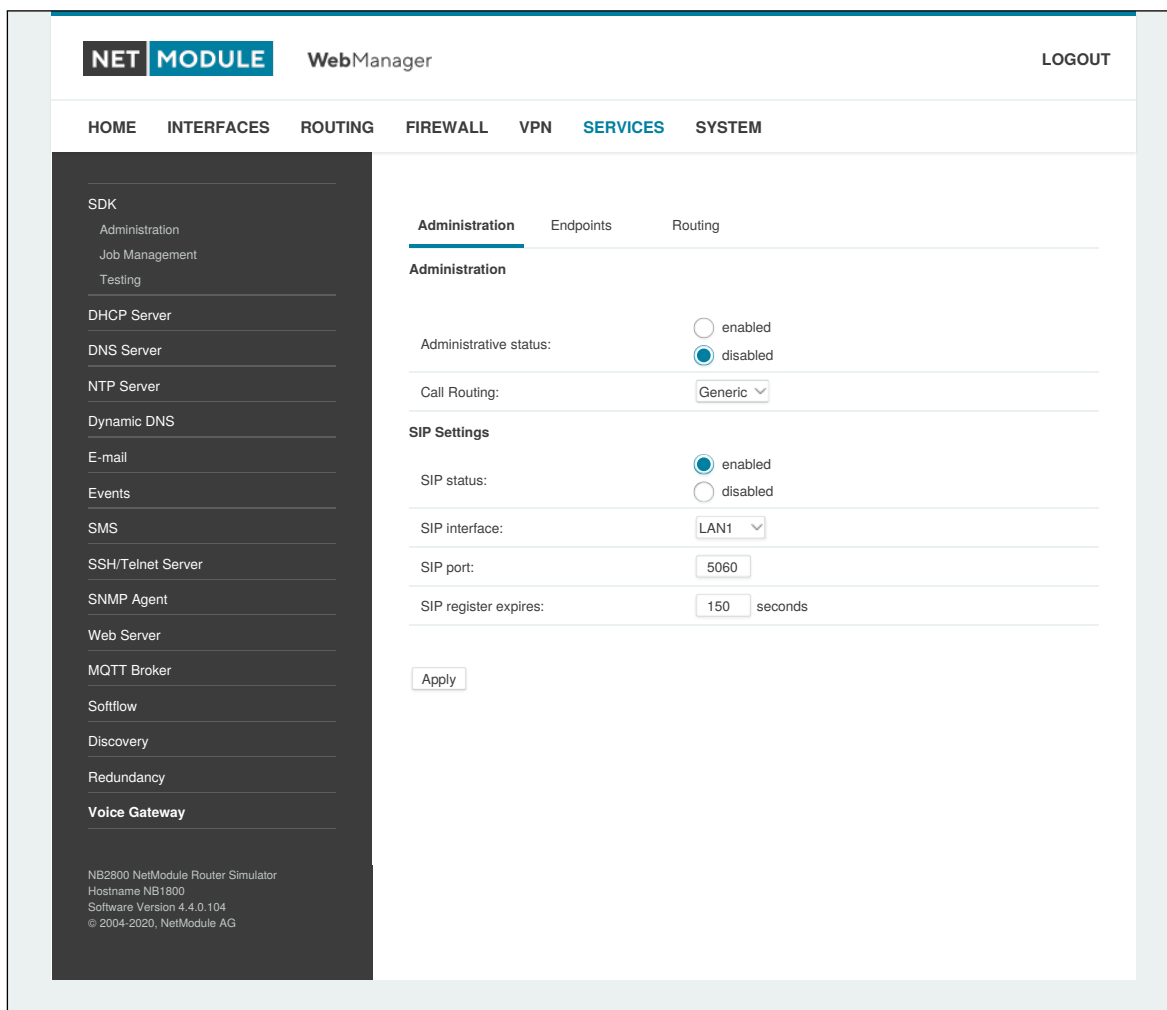 NET MODULE WebManager LOGOUT
HOME INTERFACES ROUTING FIREWALL VPN SERVICES SYSTEM
SDK
Administration
Job Management
Testing
DHCP Server
DNS Server
NTP Server
Dynamic DNS
E-mail
Events
SMS
SSH/Telnet Server
SNMP Agent
Web Server
MQTT Broker
Softflow
Discovery
Redundancy
Voice Gateway
NB2800 NetModule Router Simulator
Hostname NB1800
Software Version 4.4.0.104
© 2004-2020, NetModule AG
Administration Endpoints Routing
Administration
Administrative status:
enabled
disabled
Call Routing: Generic
SIP Settings
SIP status:
enabled
disabled
SIP interface: LAN1
SIP port: 5060
SIP register expires: 150 seconds
Apply